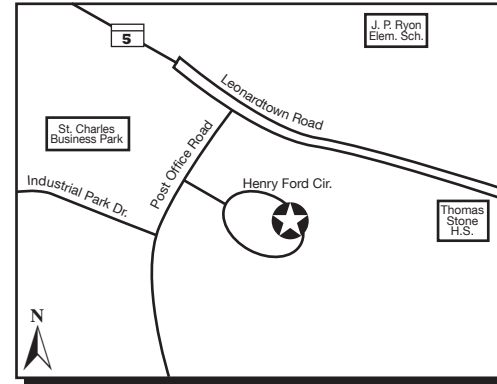 J. P. Ryon
Elem. Sch.
5
Leonardtown Road
St. Charles
Business Park
Post Office Road
Industrial Park Dr.
Henry Ford Cir.
Thomas
Stone
H.S.
N